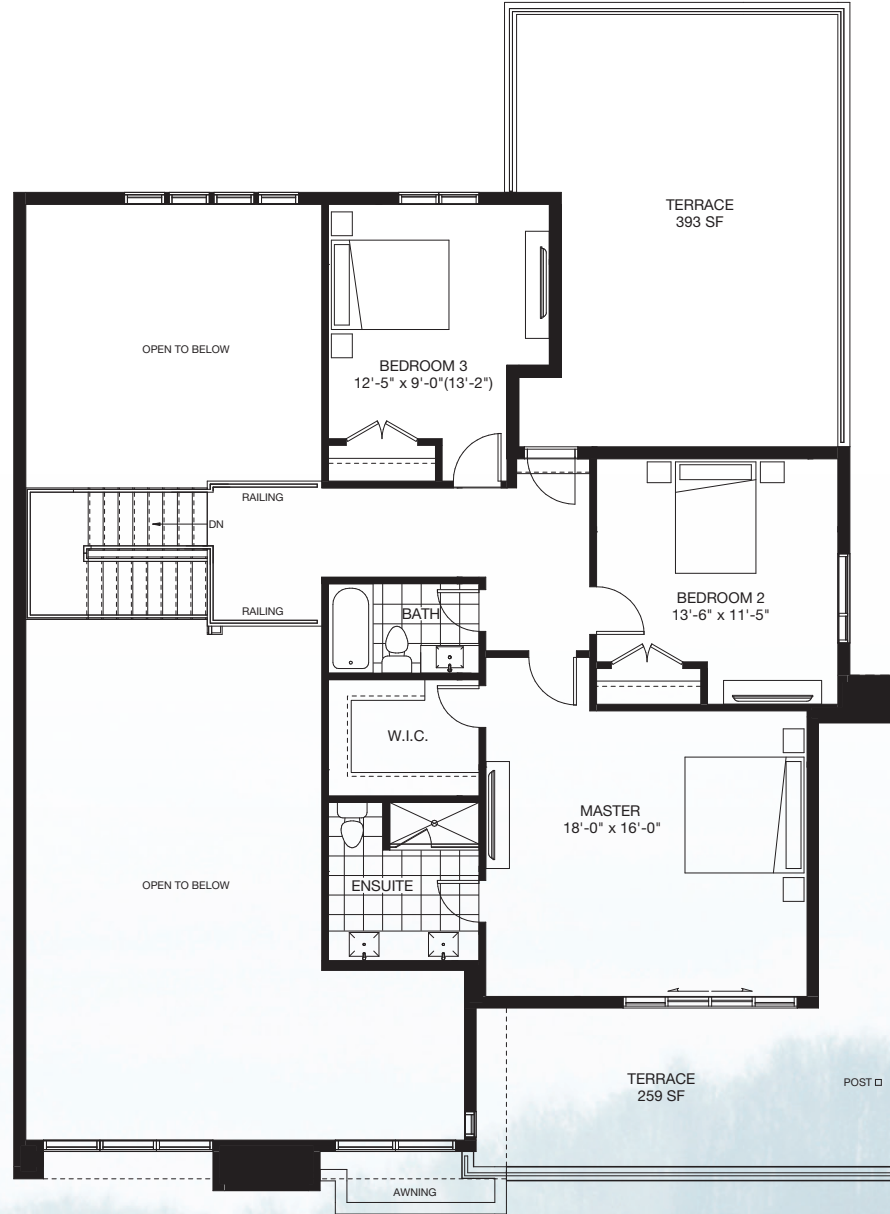 TERRACE
393 SF
OPEN TO BELOW
BEDROOM 3
12'-5" x 9'-0"(13'-2")
RAILING
DN
RAILING
BATH
BEDROOM 2
13'-6" x 11'-5"
W.I.C.
MASTER
18'-0" x 16'-0"
OPEN TO BELOW
ENSUITE
TERRACE
259 SF
POST
AWNING